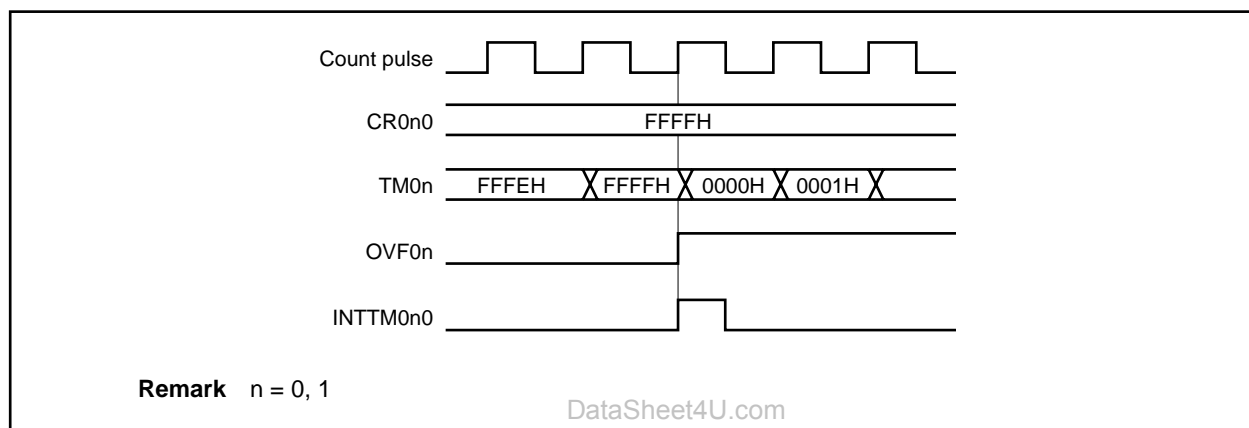 Count pulse
CR0n0 FFFFH
TM0n FFFEH FFFFH 0000H 0001H
OVF0n
INTTM0n0
Remark n = 0, 1
DataSheet4U.com